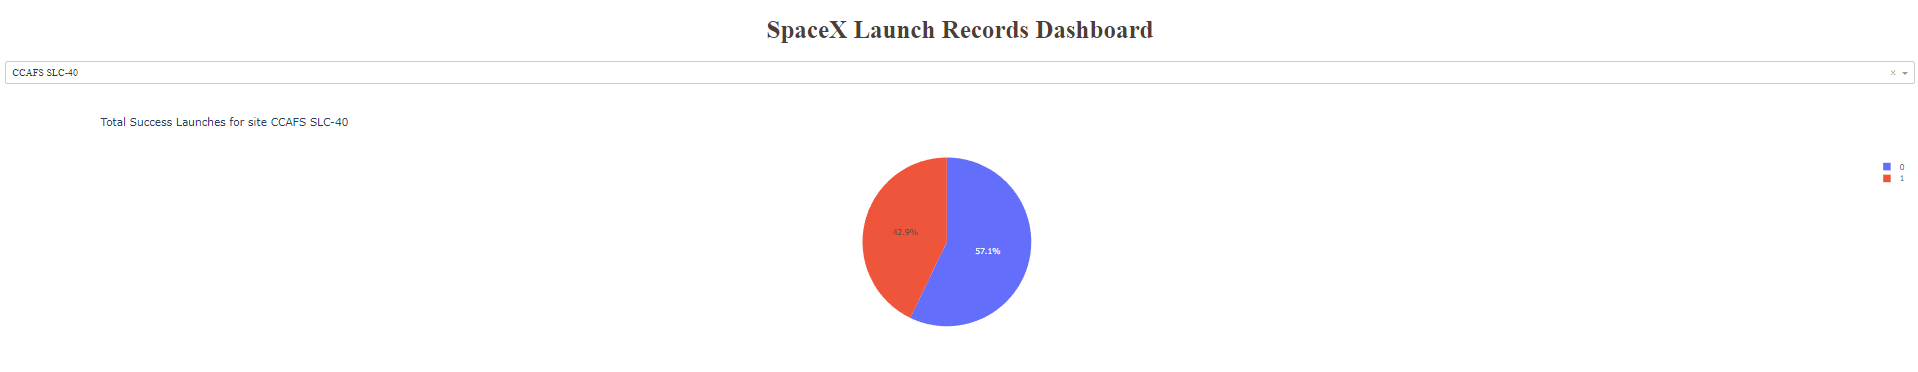 SpaceX Launch Records Dashboard
CCAFS SLC-40
Total Success Launches for site CCAFS SLC-40
0
1
42.9%
57.1%